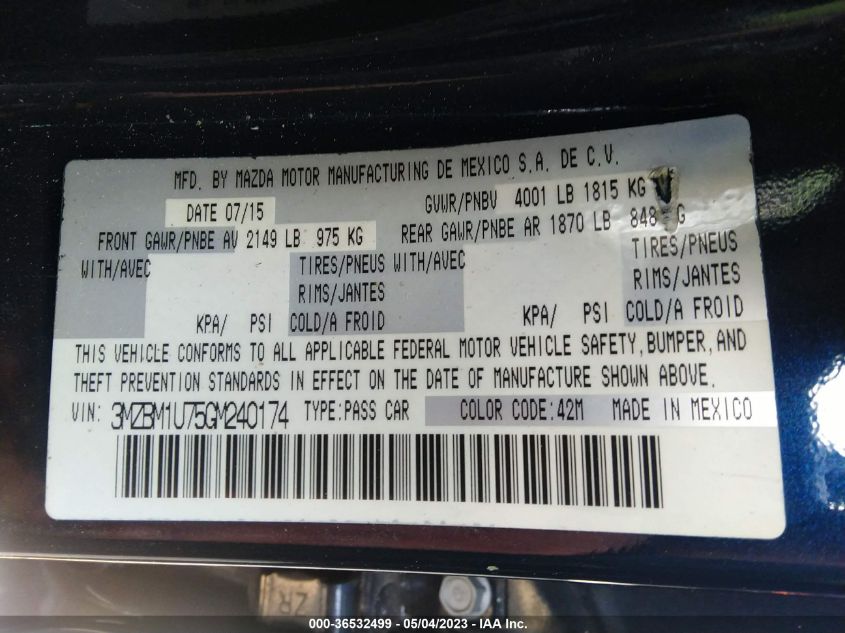 MFD. BY MAZDA MOTOR MANUFACTURING DE MEXICO S.A. DE C.V.
DATE 07/15 GVWR/PNBV 4001 LB 1815 KG
FRONT GAWR/PNBE AV 2149 LB 975 KG REAR GAWR/PNBE AR 1870 LB 848 G
WITH/AVEC TIRES/PNEUS WITH/AVEC TIRES/PNEUS
RIMS/JANTES RIMS/JANTES
KPA/ PSI COLD/A FROID KPA/ PSI COLD/A FROID
THIS VEHICLE CONFORMS TO ALL APPLICABLE FEDERAL MOTOR VEHICLE SAFETY, BUMPER, AND
THEFT PREVENTION STANDARDS IN EFFECT ON THE DATE OF MANUFACTURE SHOWN ABOVE.
VIN: 3MZBM1U75GM240174 TYPE:PASS CAR COLOR CODE:42M MADE IN MEXICO
ZR
000-36532499 — 05/04/2023 — IAA Inc.